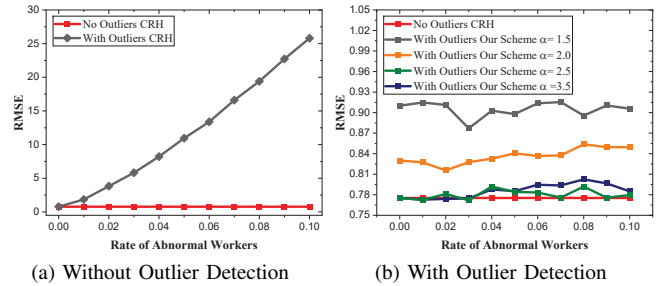 No Outliers CRH
With Outliers CRH
RMSE
30
25
20
15
10
5
0
0.00 0.02 0.04 0.06 0.08 0.10
Rate of Abnormal Workers
(a) Without Outlier Detection
No Outliers CRH
With Outliers Our Scheme α= 1.5
With Outliers Our Scheme α= 2.0
With Outliers Our Scheme α= 2.5
With Outliers Our Scheme α =3.5
RMSE
1.05
1.02
0.99
0.96
0.93
0.90
0.87
0.84
0.81
0.78
0.75
0.00 0.02 0.04 0.06 0.08 0.10
Rate of Abnormal Workers
(b) With Outlier Detection